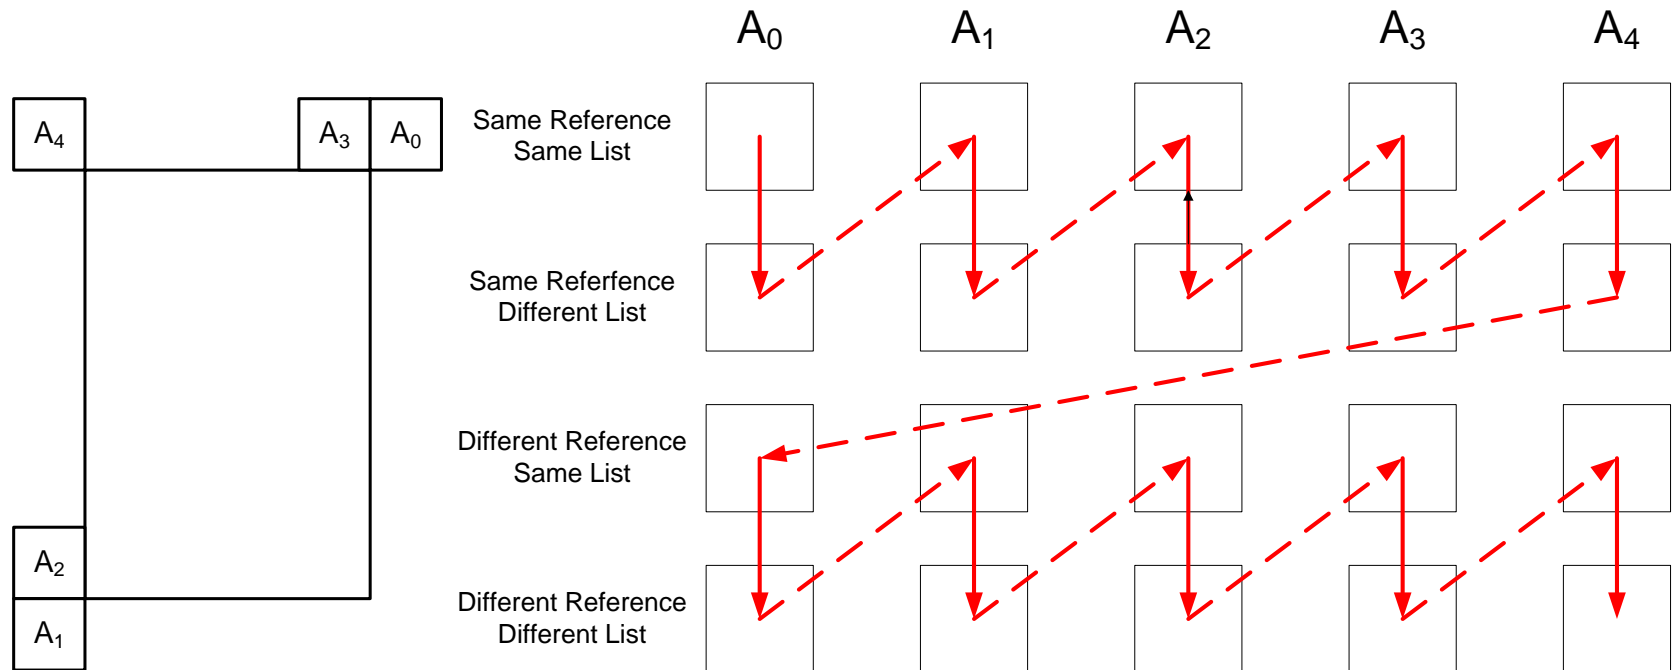 A0 A1 A2 A3 A4
A4 A3 A0
A2
A1
Same Reference
Same List
Same Referfence
Different List
Different Reference
Same List
Different Reference
Different List